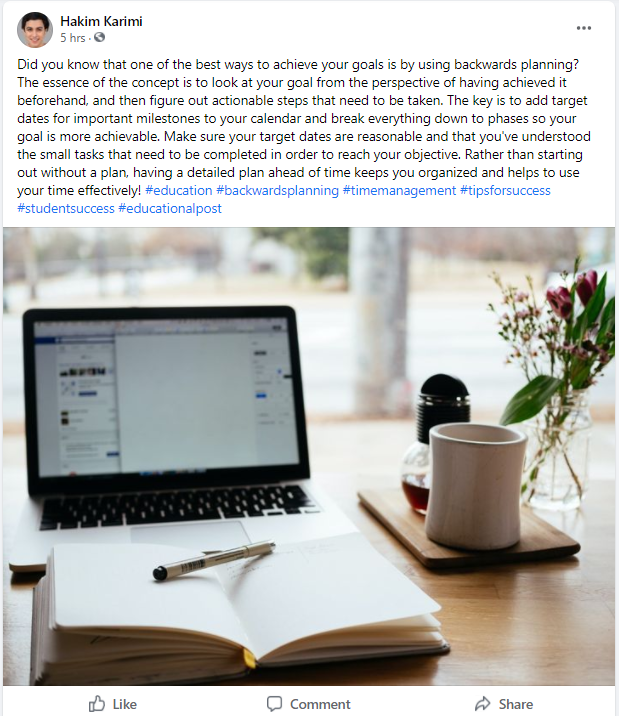 Hakim Karimi
5 hrs ·
Did you know that one of the best ways to achieve your goals is by using backwards planning?
The essence of the concept is to look at your goal from the perspective of having achieved it
beforehand, and then figure out actionable steps that need to be taken. The key is to add target
dates for important milestones to your calendar and break everything down to phases so your
goal is more achievable. Make sure your target dates are reasonable and that you've understood
the small tasks that need to be completed in order to reach your objective. Rather than starting
out without a plan, having a detailed plan ahead of time keeps you organized and helps to use
your time effectively! #education #backwardsplanning #timemanagement #tipsforsuccess
#studentsuccess #educationalpost
Like Comment Share